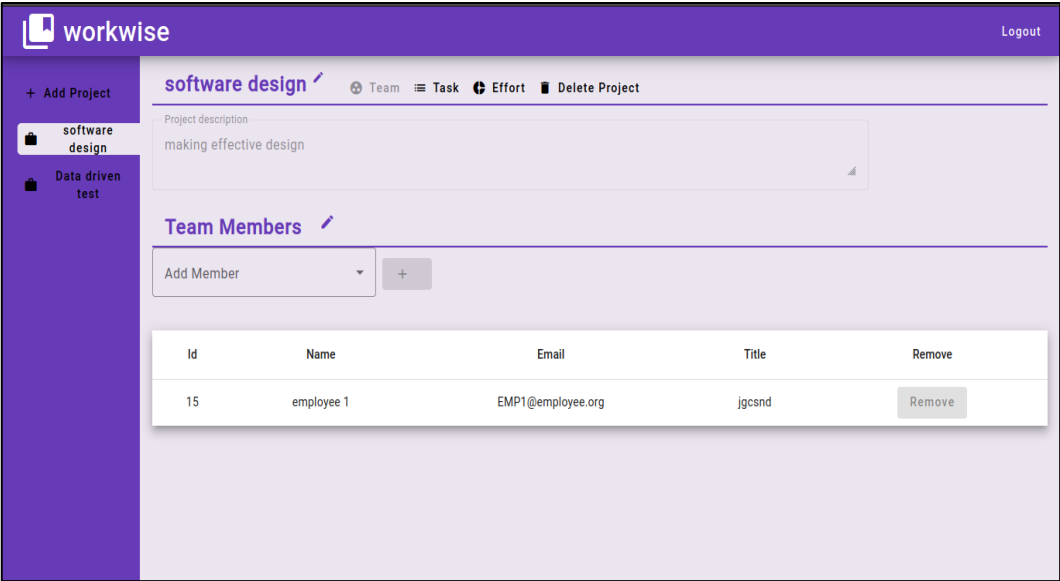 workwise
Logout
+ Add Project
software
design
Data driven
test
software design
Team
Task
Effort
Delete Project
Project description
making effective design
Team Members
Add Member
+
Id Name Email Title Remove
15 employee 1 EMP1@employee.org jgcsnd Remove